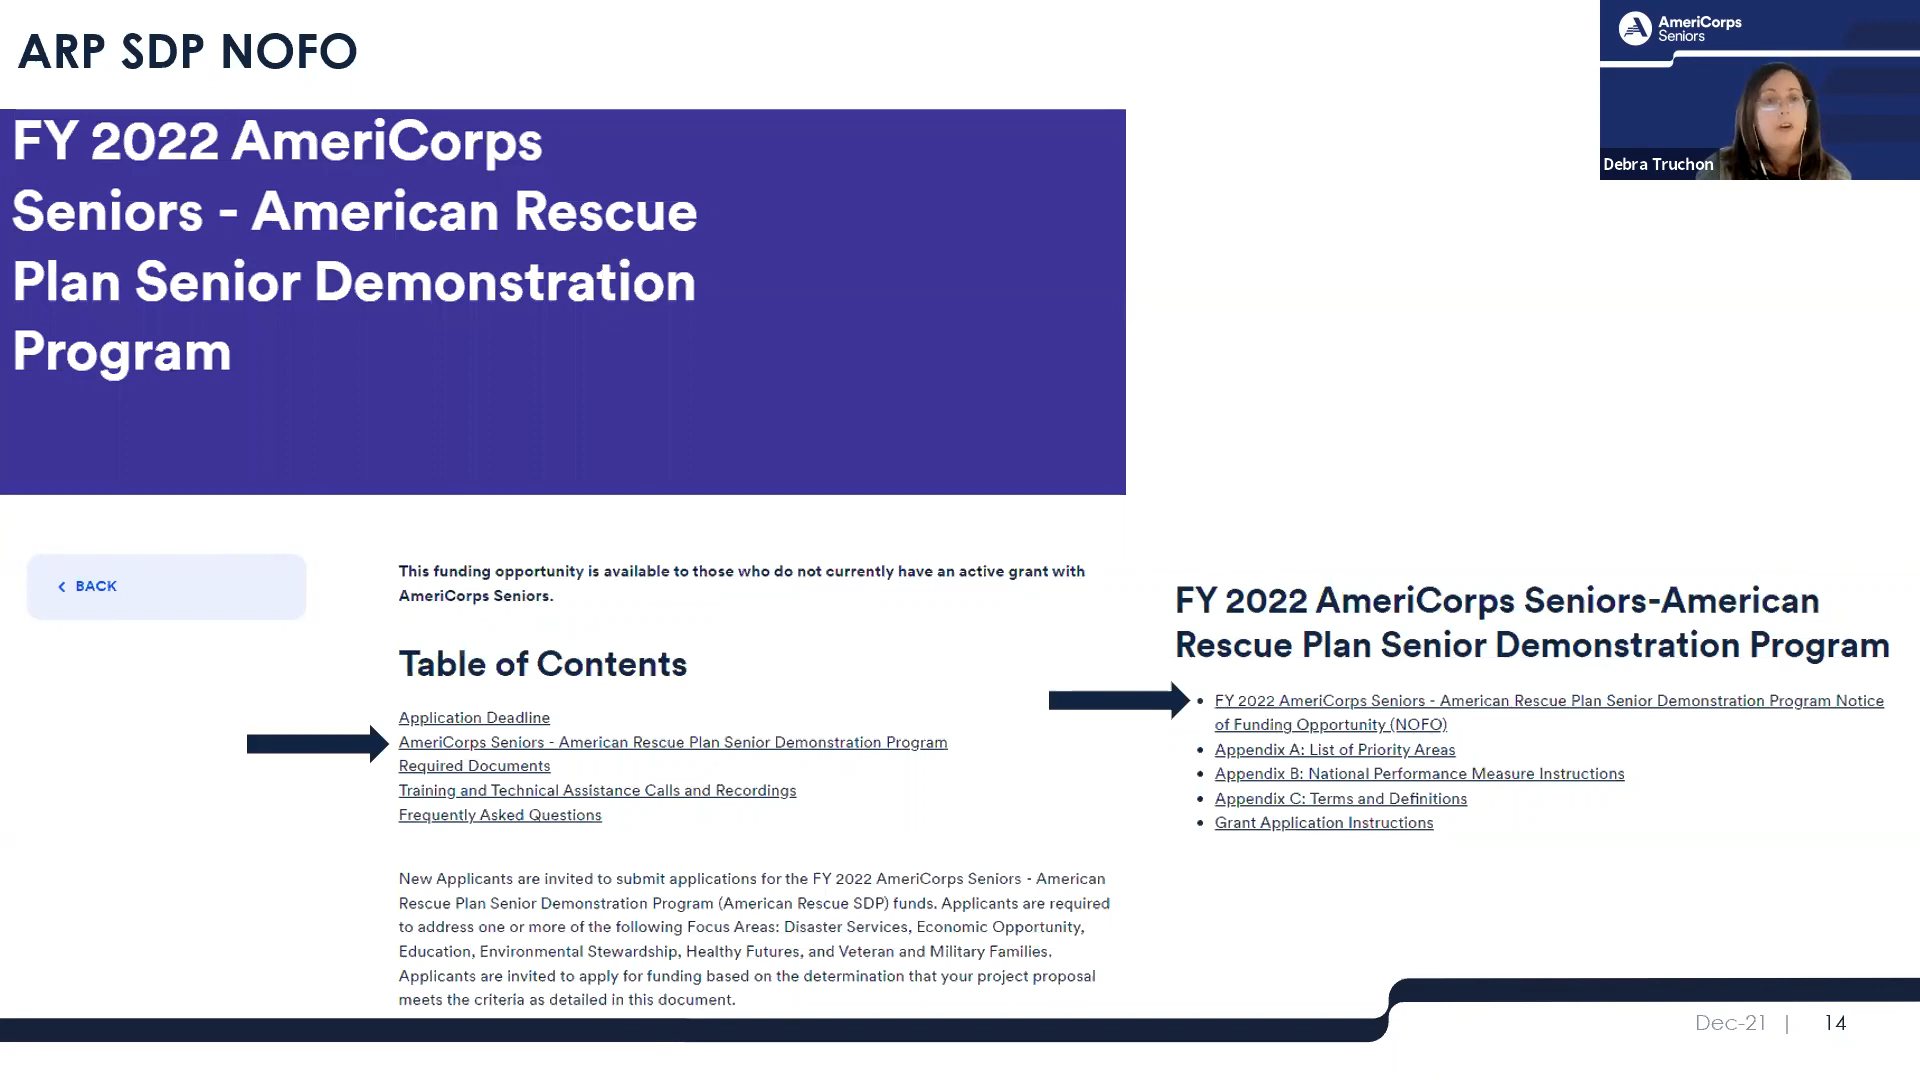 ARP SDP NOFO
AmeriCorps
Seniors
Debra Truchon
FY 2022 AmeriCorps
Seniors - American Rescue
Plan Senior Demonstration
Program
BACK
This funding opportunity is available to those who do not currently have an active grant with
AmeriCorps Seniors.
Table of Contents
Application Deadline
AmeriCorps Seniors - American Rescue Plan Senior Demonstration Program
Required Documents
Training and Technical Assistance Calls and Recordings
Frequently Asked Questions
New Applicants are invited to submit applications for the FY 2022 AmeriCorps Seniors - American
Rescue Plan Senior Demonstration Program (American Rescue SDP) funds. Applicants are required
to address one or more of the following Focus Areas: Disaster Services, Economic Opportunity,
Education, Environmental Stewardship, Healthy Futures, and Veteran and Military Families.
Applicants are invited to apply for funding based on the determination that your project proposal
meets the criteria as detailed in this document.
FY 2022 AmeriCorps Seniors-American
Rescue Plan Senior Demonstration Program
• FY 2022 AmeriCorps Seniors - American Rescue Plan Senior Demonstration Program Notice
of Funding Opportunity (NOFO)
• Appendix A: List of Priority Areas
• Appendix B: National Performance Measure Instructions
• Appendix C: Terms and Definitions
• Grant Application Instructions
Dec-21 | 14